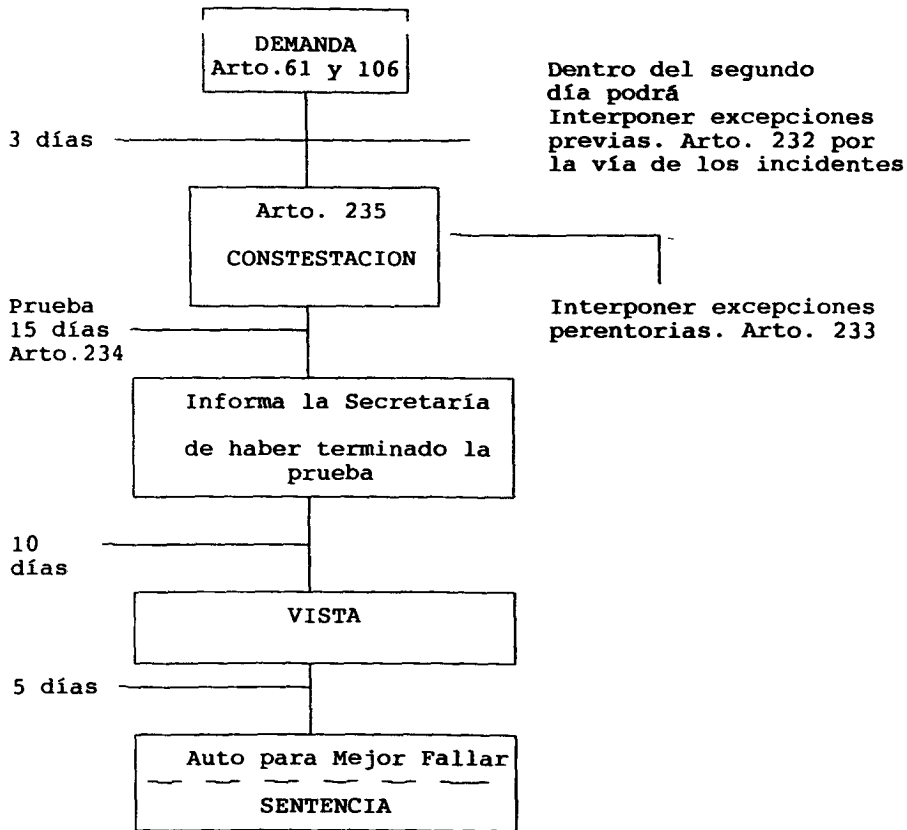 DEMANDA
Arto.61 y 106
Dentro del segundo
día podrá
Interponer excepciones
previas. Arto. 232 por
la vía de los incidentes
3 días
Arto. 235
CONSTESTACION
Interponer excepciones
perentorias. Arto. 233
Prueba
15 días
Arto.234
Informa la Secretaría
de haber terminado la
prueba
10
días
VISTA
5 días
Auto para Mejor Fallar
SENTENCIA